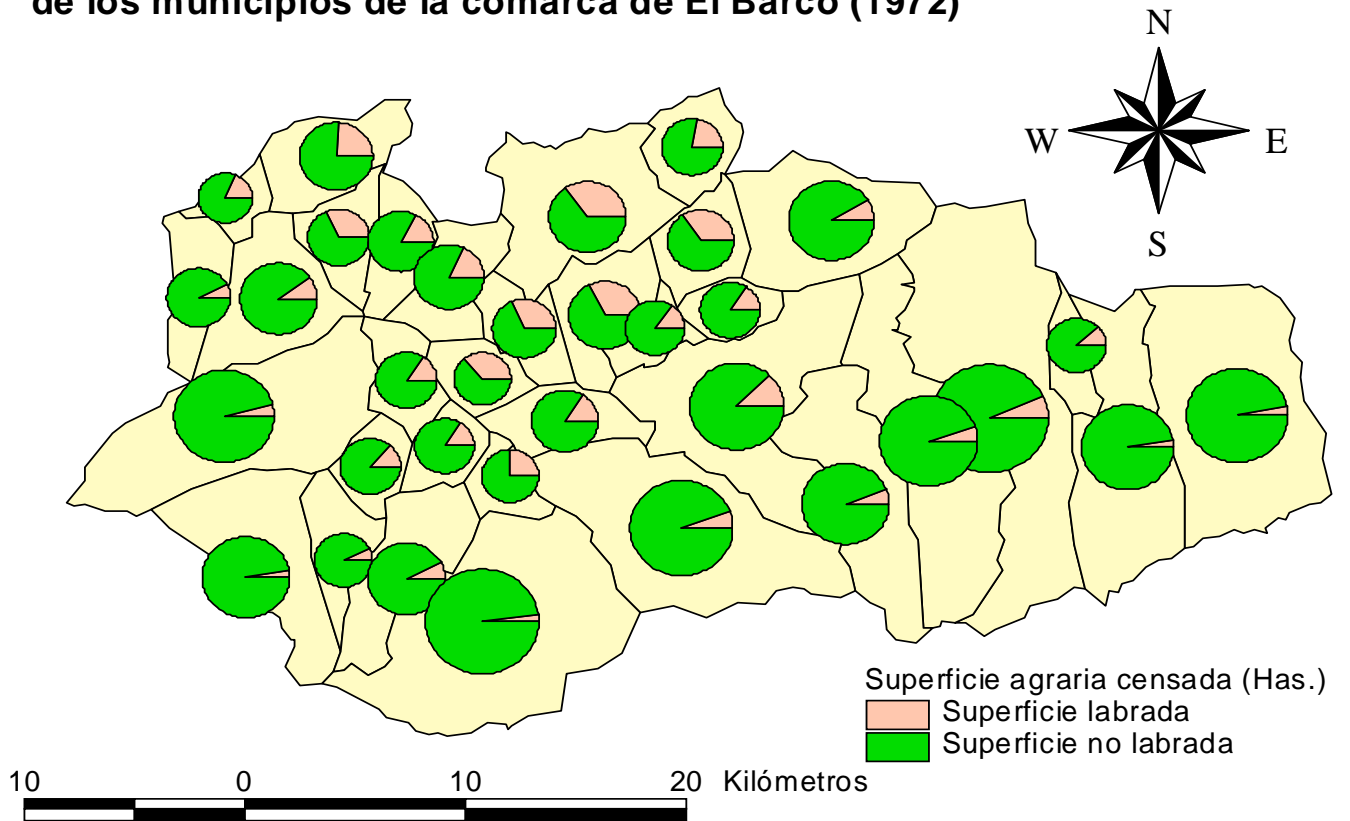 de los municipios de la comarca de El Barco (1972)
N
W E
S
Superficie agraria censada (Has.)
Superficie labrada
Superficie no labrada
10 0 10 20 Kilómetros